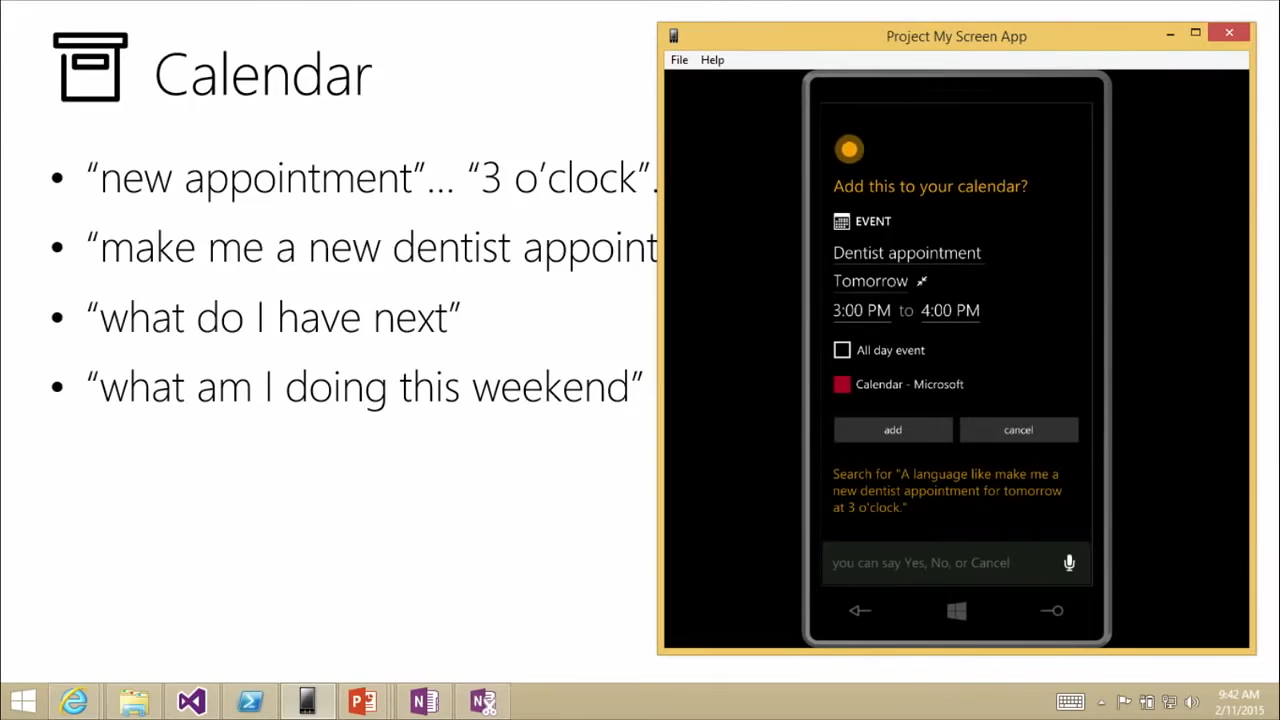 Calendar
• “new appointment”... “3 o’clock”.
• “make me a new dentist appoint
• “what do I have next”
• “what am I doing this weekend”
Project My Screen App
File Help
Add this to your calendar?
EVENT
Dentist appointment
Tomorrow
3:00 PM to 4:00 PM
All day event
Calendar - Microsoft
add cancel
Search for "A language like make me a
new dentist appointment for tomorrow
at 3 o'clock."
you can say Yes, No, or Cancel
9:42 AM
2/11/2015